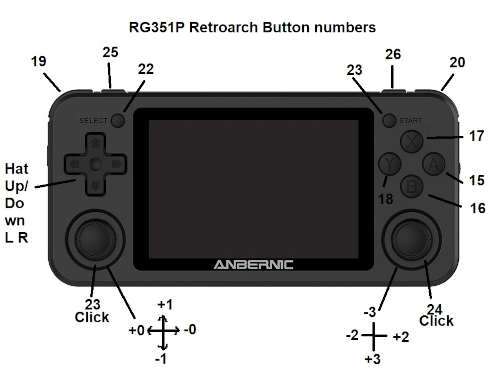 RG351P Retroarch Button numbers
19
25
22
26
23
20
SELECT
START
X
17
Y
A
15
B
18
16
Hat
Up/
Do
wn
L R
ANBERNIC
23
Click
24
Click
+1
+0
-0
-1
-3
-2
+2
+3